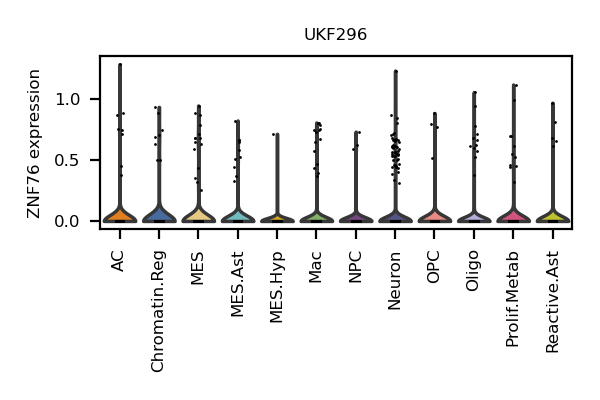 UKF296
ZNF76 expression
1.0
0.5
0.0
AC
Chromatin.Reg
MES
MES.Ast
MES.Hyp
Mac
NPC
Neuron
OPC
Oligo
Prolif.Metab
Reactive.Ast